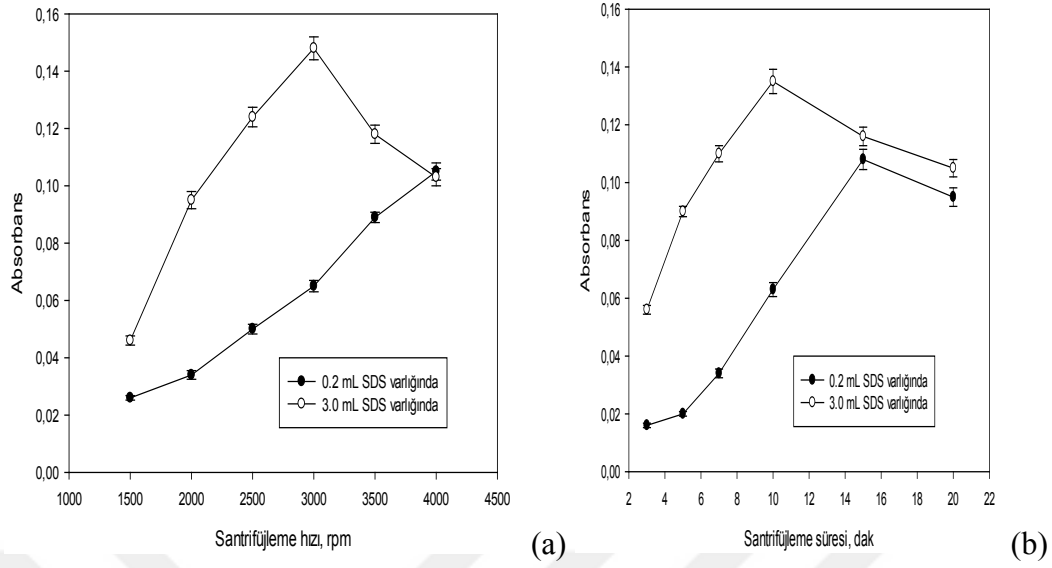 0,16
0,14
0,12
0,10
0,08
0,06
0,04
0,02
0,00
Absorbans
1000 1500 2000 2500 3000 3500 4000 4500
Santrifüjleme hızı, rpm
0.2 mL SDS varlığında
3.0 mL SDS varlığında
(a)
0,16
0,14
0,12
0,10
0,08
0,06
0,04
0,02
0,00
Absorbans
2 4 6 8 10 12 14 16 18 20 22
Santrifüjleme süresi, dak
0.2 mL SDS varlığında
3.0 mL SDS varlığında
(b)